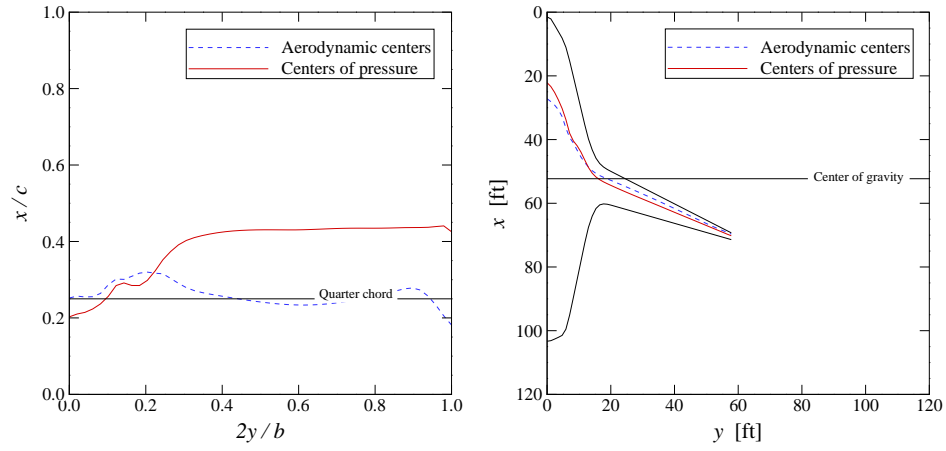 1.0
0.8
0.6
0.4
0.2
0.0
x / c
Aerodynamic centers
Centers of pressure
Quarter chord
0.0 0.2 0.4 0.6 0.8 1.0
2y / b
0
20
40
60
80
100
120
x [ft]
Aerodynamic centers
Centers of pressure
Center of gravity
0 20 40 60 80 100 120
y [ft]